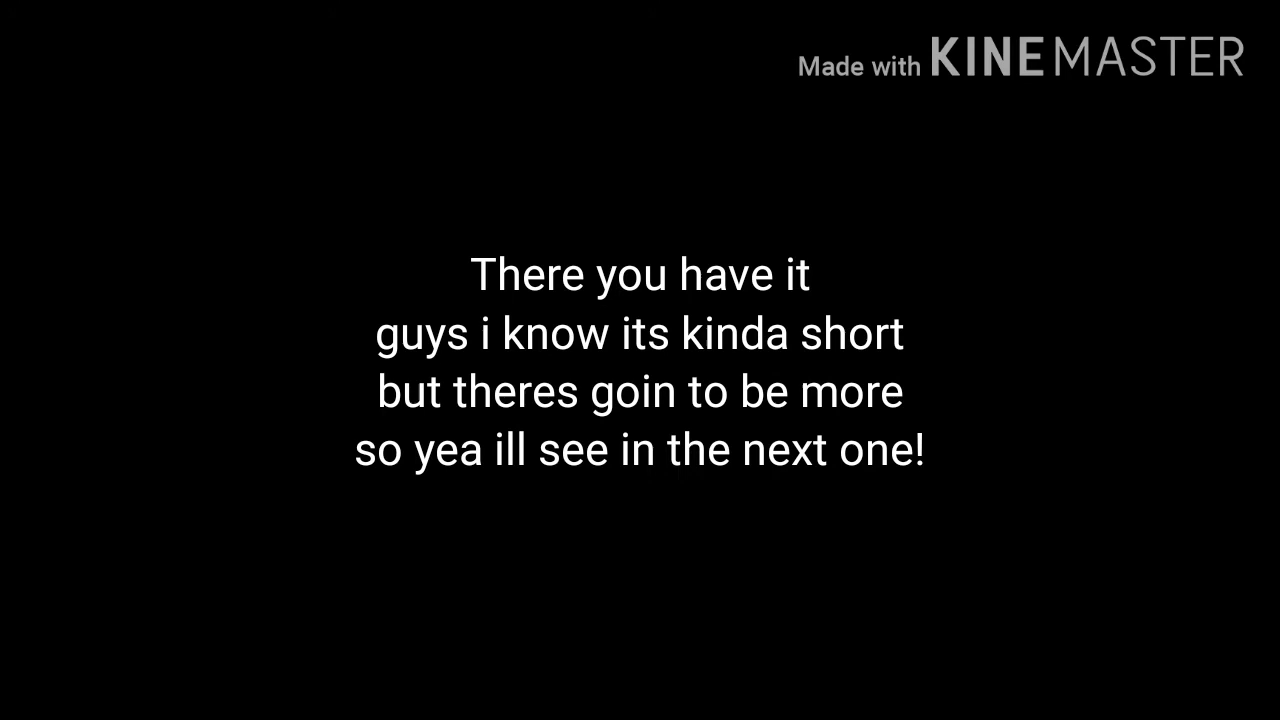 Made with KINEMASTER
There you have it
guys i know its kinda short
but theres goin to be more
so yea ill see in the next one!